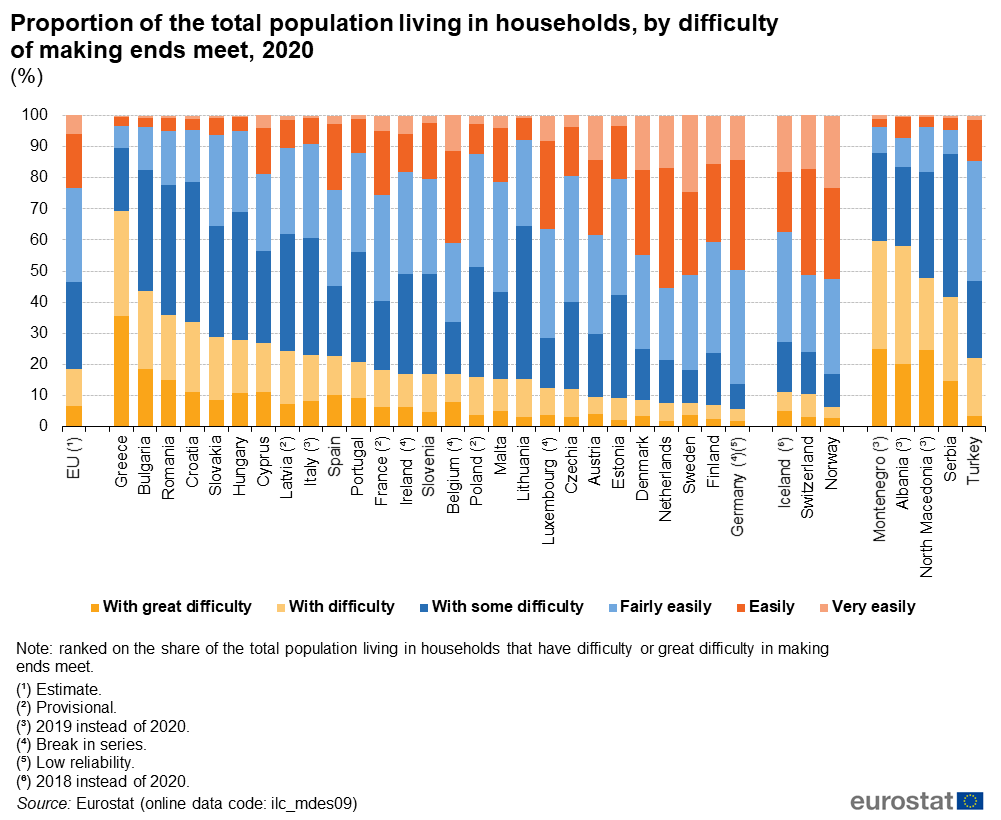 Proportion of the total population living in households, by difficulty
of making ends meet, 2020
(%)
100
90
80
70
60
50
40
30
20
10
0
EU (¹)
Greece
Bulgaria
Romania
Croatia
Slovakia
Hungary
Cyprus
Latvia (²)
Italy (³)
Spain
Portugal
France (²)
Ireland (⁴)
Slovenia
Belgium (⁴)
Poland (²)
Malta
Lithuania
Luxembourg (⁴)
Czechia
Austria
Estonia
Denmark
Netherlands
Sweden
Finland
Germany (⁴)(⁵)
Iceland (⁶)
Switzerland
Norway
Montenegro (³)
Albania (³)
North Macedonia (³)
Serbia
Turkey
With great difficulty With difficulty With some difficulty Fairly easily Easily Very easily
Note: ranked on the share of the total population living in households that have difficulty or great difficulty in making
ends meet.
(¹) Estimate.
(²) Provisional.
(³) 2019 instead of 2020.
(⁴) Break in series.
(⁵) Low reliability.
(⁶) 2018 instead of 2020.
Source: Eurostat (online data code: ilc_mdes09)
eurostat